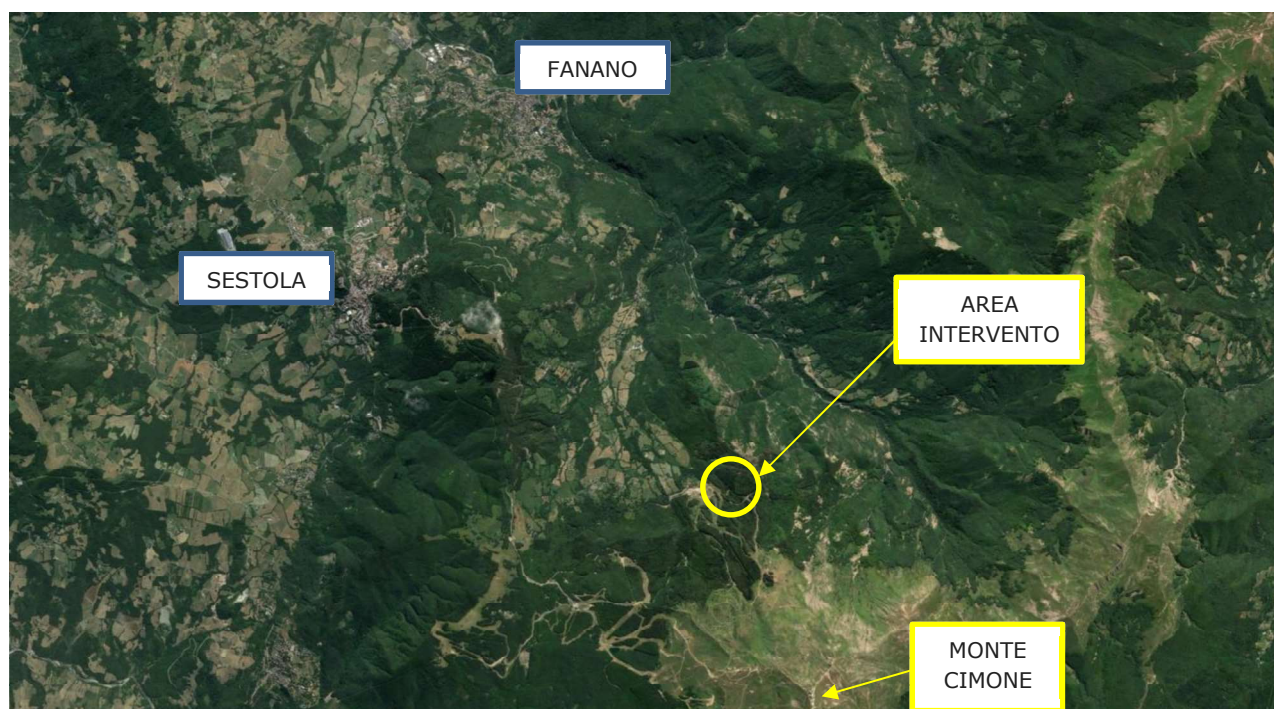 FANANO
SESTOLA
AREA
INTERVENTO
MONTE
CIMONE